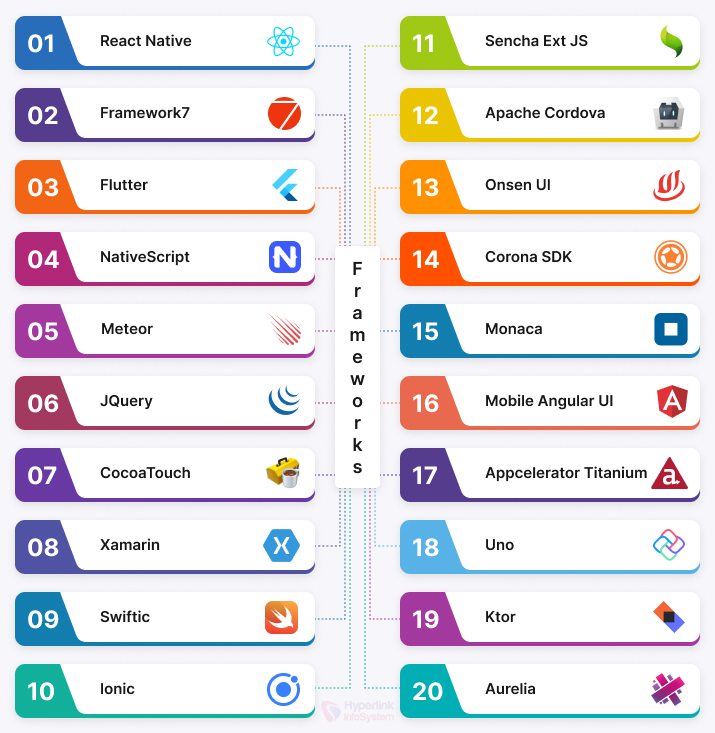 01 React Native
02 Framework7
03 Flutter
04 NativeScript
05 Meteor
06 JQuery
07 CocoaTouch
08 Xamarin
09 Swiftic
10 Ionic
Frameworks
11 Sencha Ext JS
12 Apache Cordova
13 Onsen UI
14 Corona SDK
15 Monaca
16 Mobile Angular UI
17 Appcelerator Titanium
18 Uno
19 Ktor
20 Aurelia
Hyperlink
InfoSystem